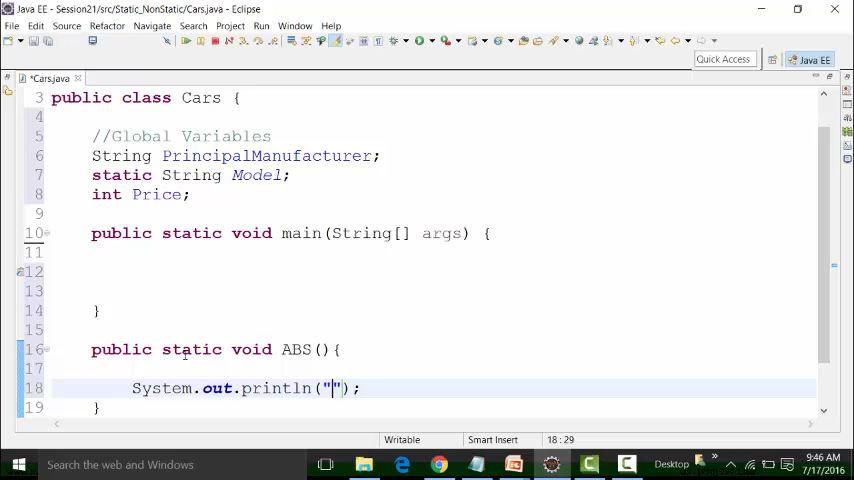 Java EE - Session21/src/Static_NonStatic/Cars.java - Eclipse
File Edit Source Refactor Navigate Search Project Run Window Help
Quick Access
Java EE
*Cars.java
3 public class Cars {
4
5 //Global Variables
6 String PrincipalManufacturer;
7 static String Model;
8 int Price;
9
10 public static void main(String[] args) {
11
12
13
14 }
15
16 public static void ABS(){
17
18 System.out.println("");
19 }
Writable Smart Insert 18 : 29
Search the web and Windows
Desktop
9:46 AM
7/17/2016